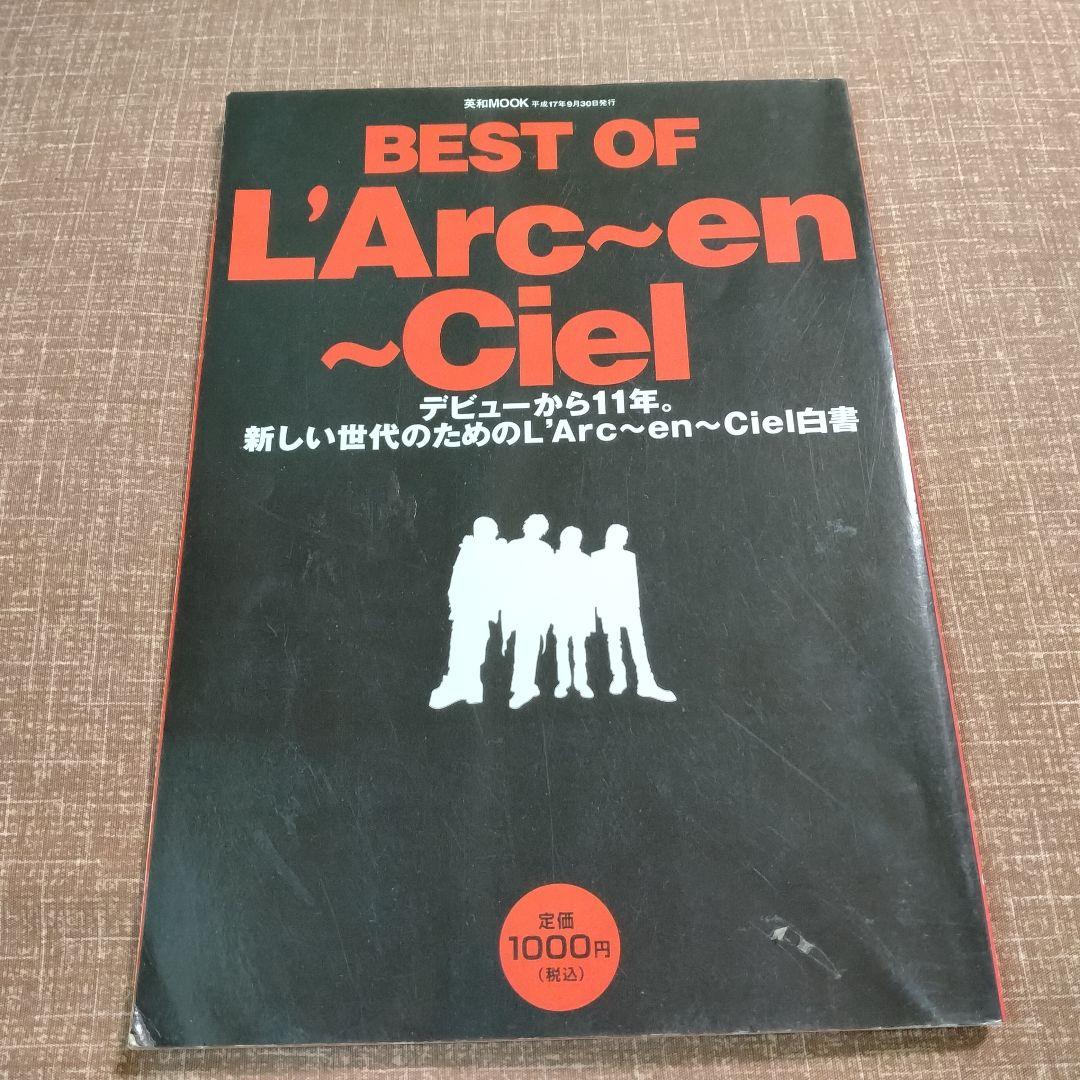 英和MOOK 平成17年9月30日発行
BEST OF
L'Arc~en
~Ciel
デビューから11年。
新しい世代のためのL'Arc~en~Ciel白書
定価
1000円
(税込)